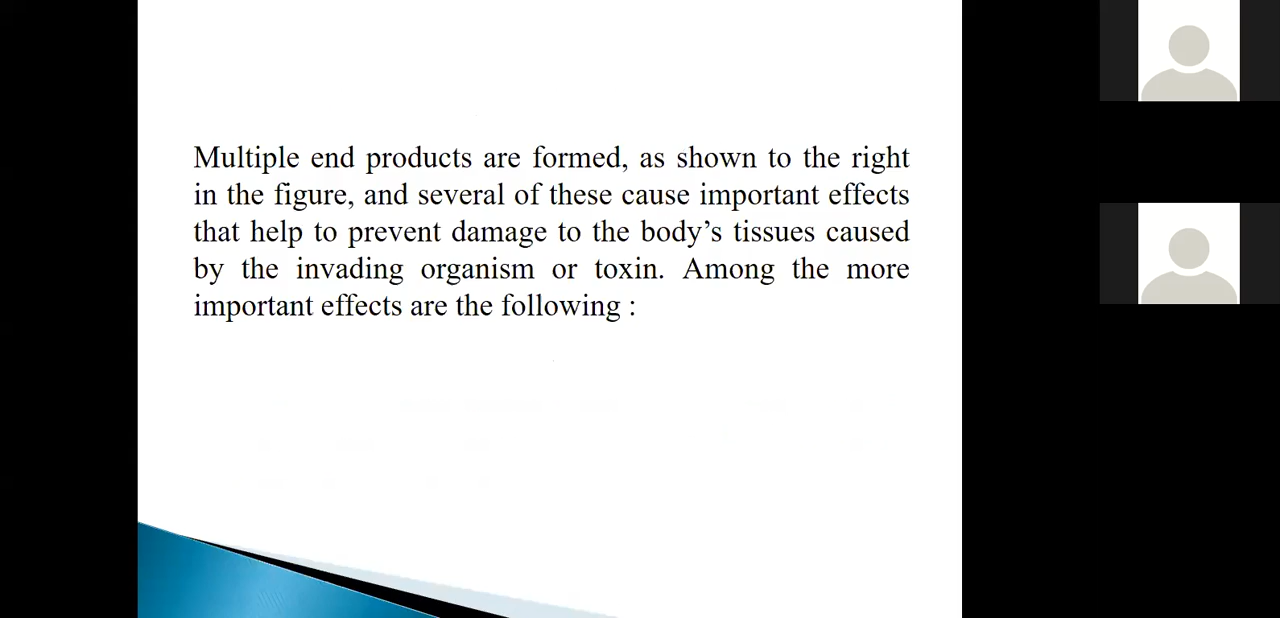 Multiple end products are formed, as shown to the right
in the figure, and several of these cause important effects
that help to prevent damage to the body’s tissues caused
by the invading organism or toxin. Among the more
important effects are the following :